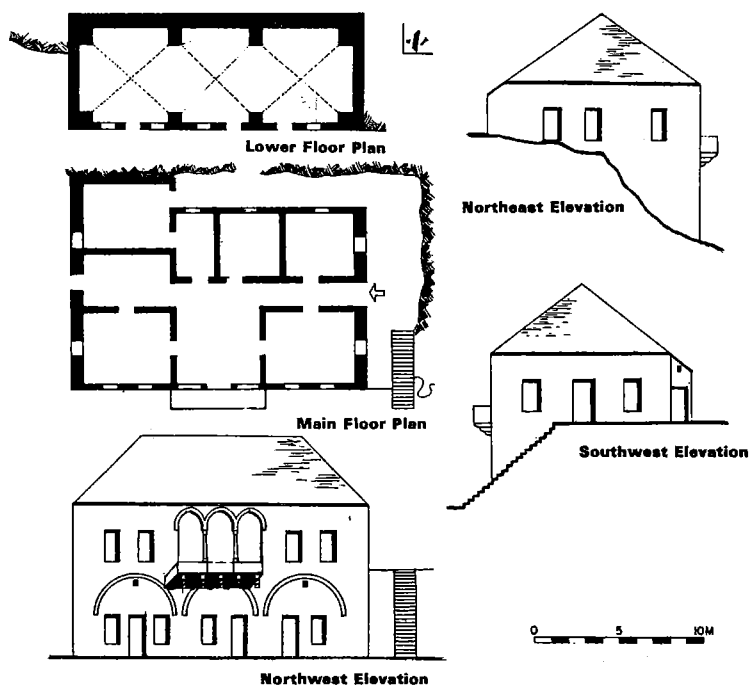 Lower Floor Plan
Northeast Elevation
Main Floor Plan
Southwest Elevation
Northwest Elevation
0 5 10M